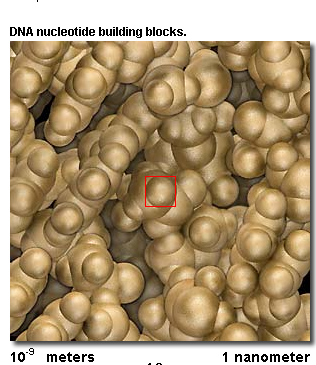 DNA nucleotide building blocks.
10-9 meters 1 nanometer